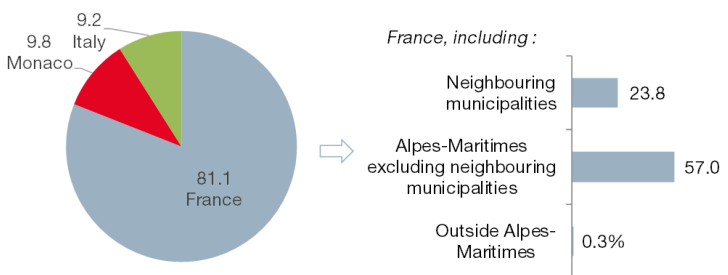 9.2
Italy
9.8
Monaco
81.1
France
France, including :
Neighbouring
municipalities
23.8
Alpes-Maritimes
excluding neighbouring
municipalities
57.0
Outside Alpes-
Maritimes
0.3%